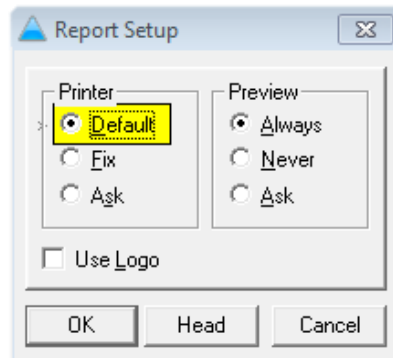 Report Setup
Printer
Default
Fix
Ask
Preview
Always
Never
Ask
Use Logo
OK Head Cancel